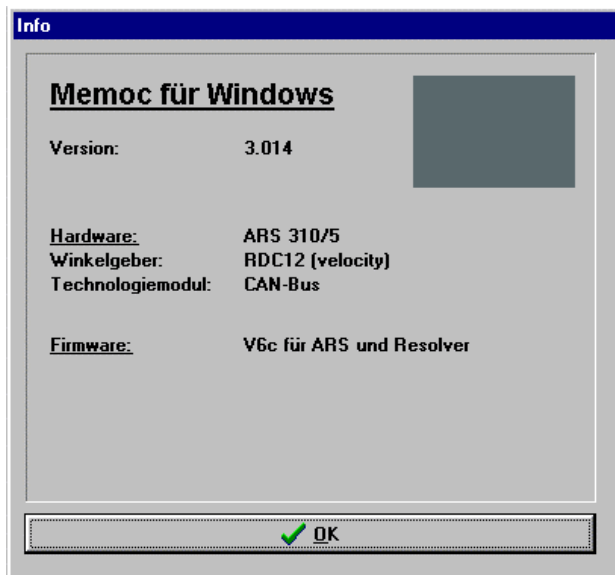 Info
Memoc für Windows
Version: 3.014
Hardware: ARS 310/5
Winkelgeber: RDC12 (velocity)
Technologiemodul: CAN-Bus
Firmware: V6c für ARS und Resolver
OK